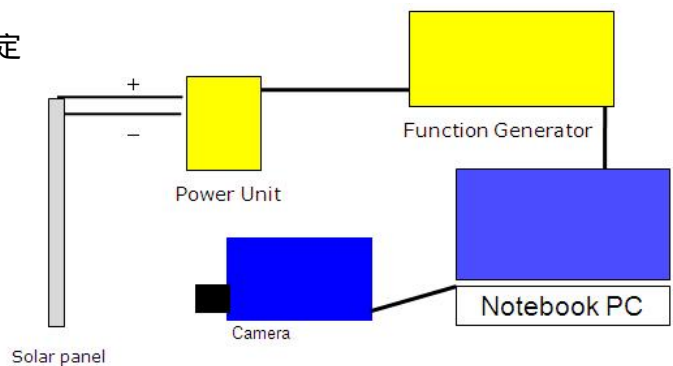 定
+
−
Function Generator
Power Unit
Notebook PC
Camera
Solar panel